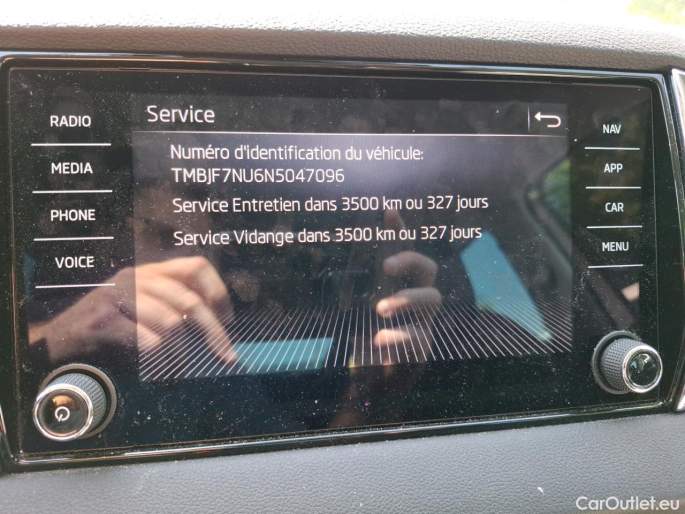 Service
RADIO
MEDIA
PHONE
VOICE
Numéro d'identification du véhicule:
TMBJF7NU6N5047096
Service Entretien dans 3500 km ou 327 jours
Service Vidange dans 3500 km ou 327 jours
NAV
APP
CAR
MENU
CarOutlet.eu